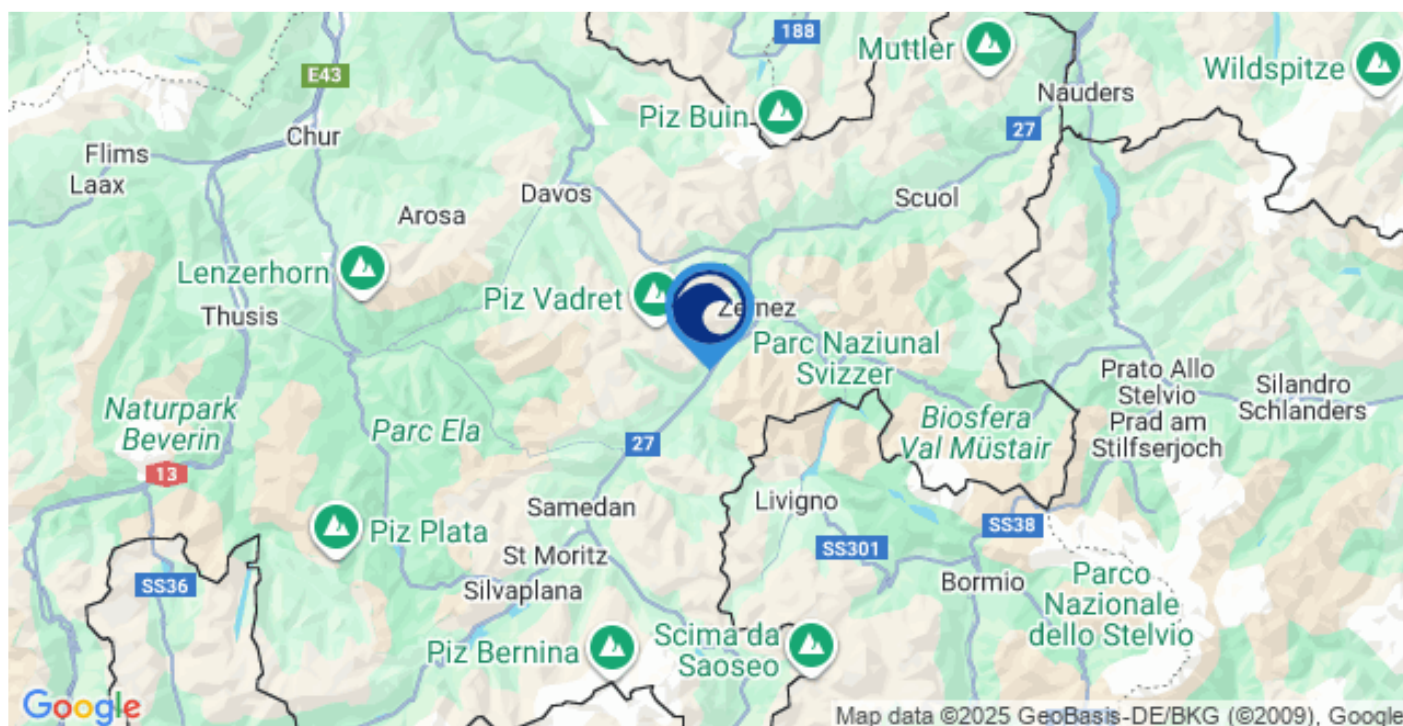 188
Muttler
Wildspitze
E43
Nauders
Piz Buin
27
Chur
Flims
Laax
Davos
Scuol
Arosa
Lenzerhorn
Piz Vadret
Zernez
Thusis
Parc Naziunal
Svizzer
Prato Allo
Stelvio
Prad am
Stilfserjoch
Silandro
Schlanders
Naturpark
Beverin
Parc Ela
Biosfera
Val Müstair
27
13
Samedan
Livigno
Piz Plata
SS38
St Moritz
SS301
SS36
Silvaplana
Bormio
Parco
Nazionale
dello Stelvio
Piz Bernina
Scima da
Saoseo
Google
Map data ©2025 GeoBasis-DE/BKG (©2009), Google